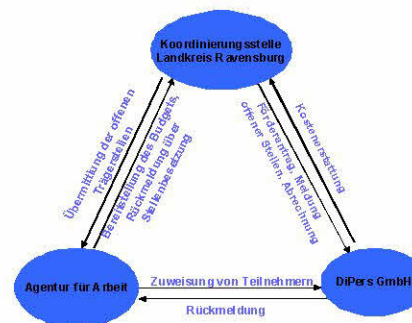 Koordinierungsstelle
Landkreis Ravensburg
Übermittlung der offenen
Trägerstellen
Bereitstellung des Budgets,
Rückmeldung über
Stellenbesetzung
Kostenerstattung
Förderantrag, Meldung
offener Stellen, Abrechnung
Agentur für Arbeit
Zuweisung von Teilnehmern
Rückmeldung
DiPers GmbH